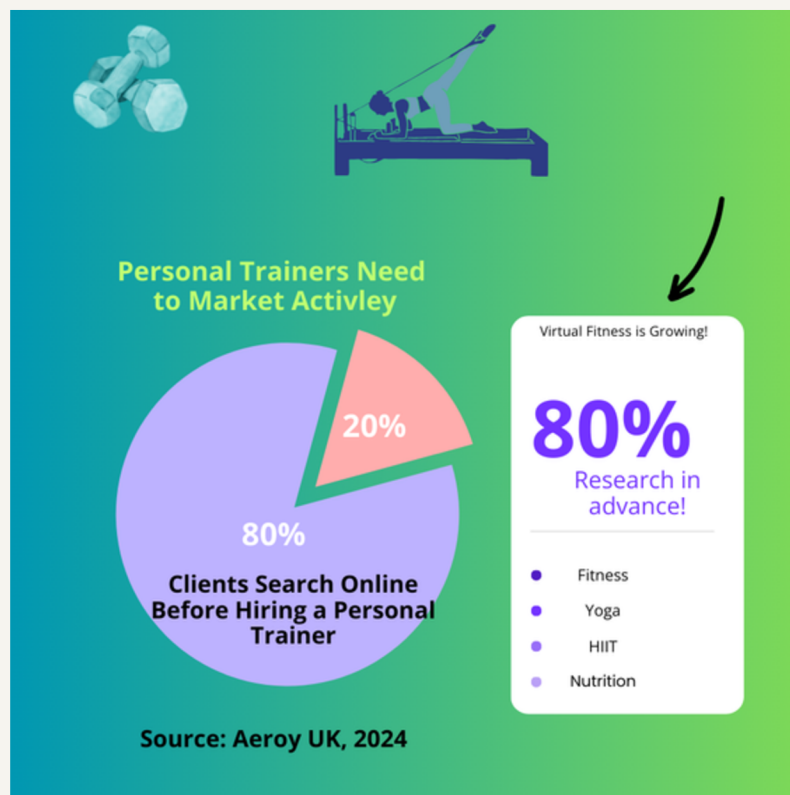 Personal Trainers Need
to Market Activley
20%
80%
Clients Search Online
Before Hiring a Personal
Trainer
Source: Aeroy UK, 2024
Virtual Fitness is Growing!
80%
Research in
advance!
Fitness
Yoga
HIIT
Nutrition